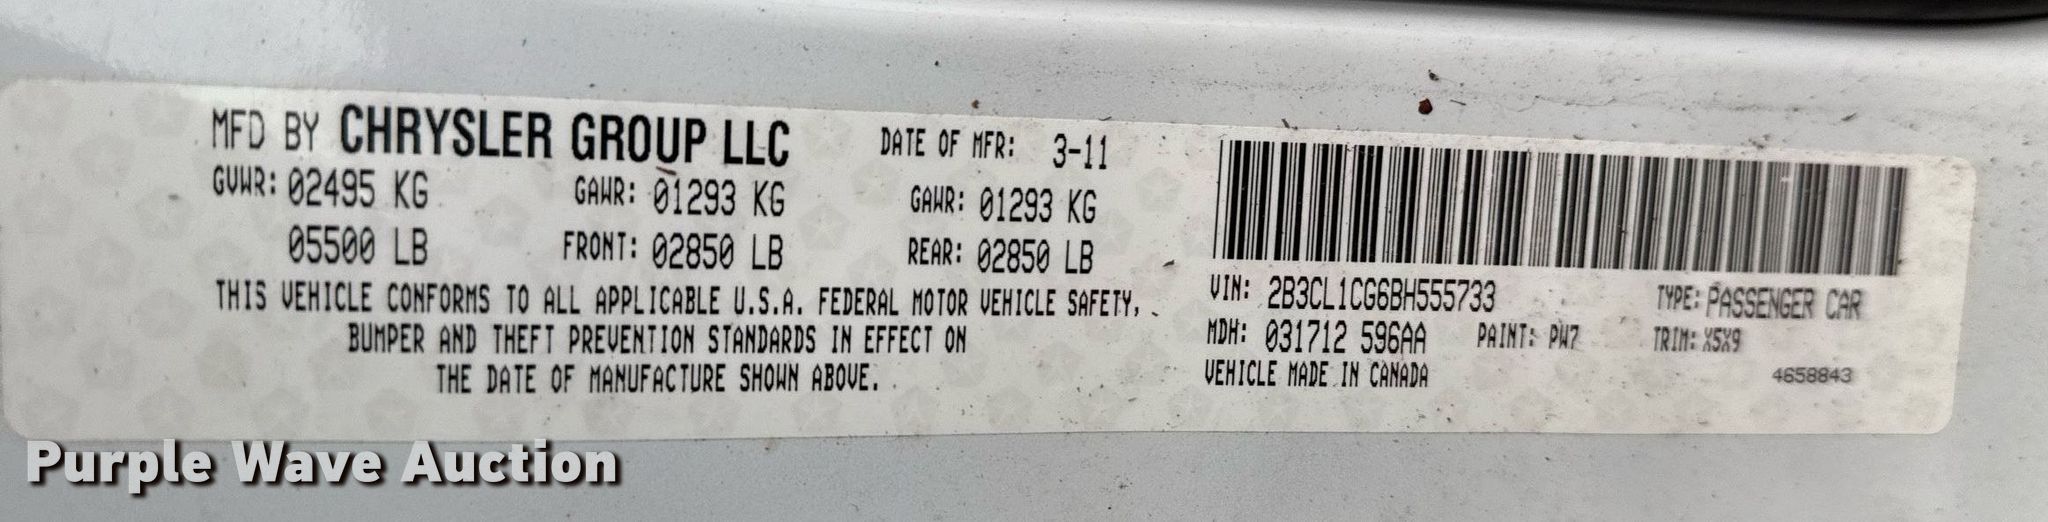 MFD BY CHRYSLER GROUP LLC DATE OF MFR: 3-11
GVWR: 02495 KG GAWR: 01293 KG GAWR: 01293 KG
05500 LB FRONT: 02850 LB REAR: 02850 LB
THIS VEHICLE CONFORMS TO ALL APPLICABLE U.S.A. FEDERAL MOTOR VEHICLE SAFETY,
BUMPER AND THEFT PREVENTION STANDARDS IN EFFECT ON
THE DATE OF MANUFACTURE SHOWN ABOVE.
VIN: 2B3CL1CG6BH555733 TYPE: PASSENGER CAR
MDH: 031712 596AA PAINT: PW7 TRIM: X5X9
VEHICLE MADE IN CANADA 4658843
Purple Wave Auction